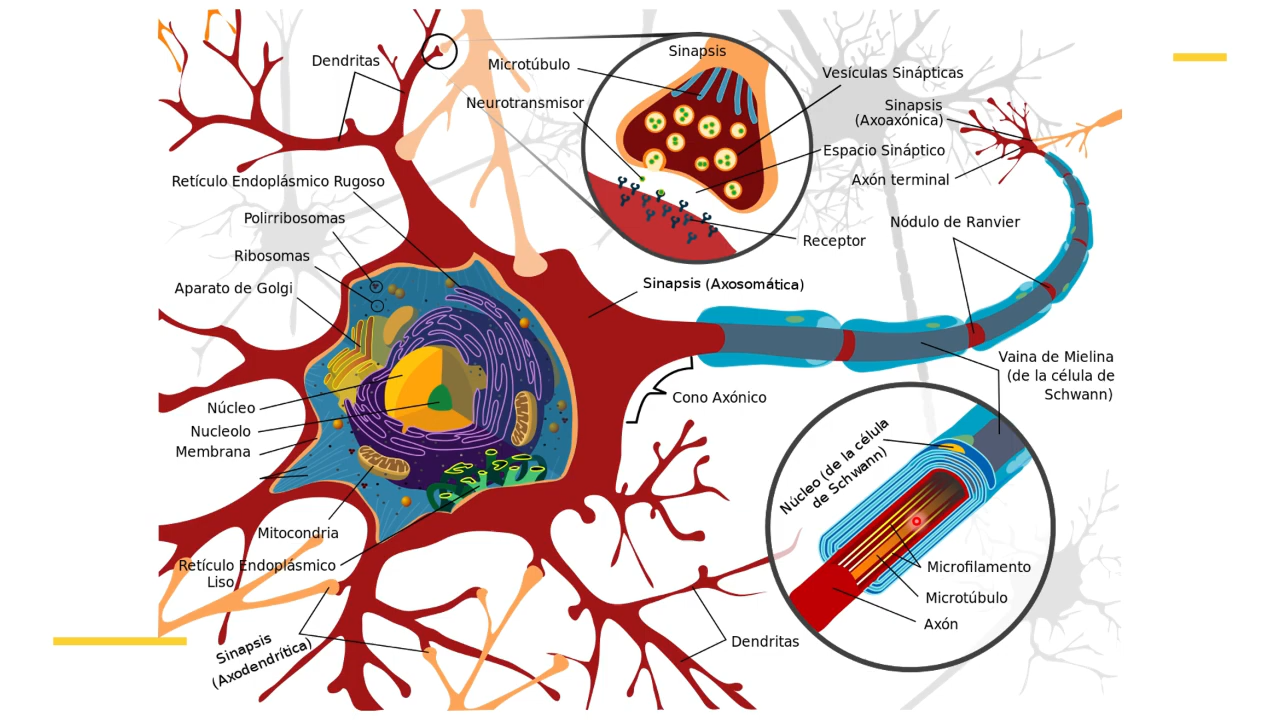 Dendritas
Microtúbulo
Neurotransmisor
Sinapsis
Vesículas Sinápticas
Sinapsis
(Axoaxónica)
Espacio Sináptico
Axón terminal
Receptor
Nódulo de Ranvier
Retículo Endoplásmico Rugoso
Polirribosomas
Ribosomas
Aparato de Golgi
Sinapsis (Axosomática)
Vaina de Mielina
(de la célula de
Schwann)
Cono Axónico
Núcleo
Nucleolo
Membrana
Mitocondria
Retículo Endoplásmico
Liso
Sinapsis
(Axodendrítica)
Núcleo (de la célula
de Schwann)
Microfilamento
Microtúbulo
Axón
Dendritas